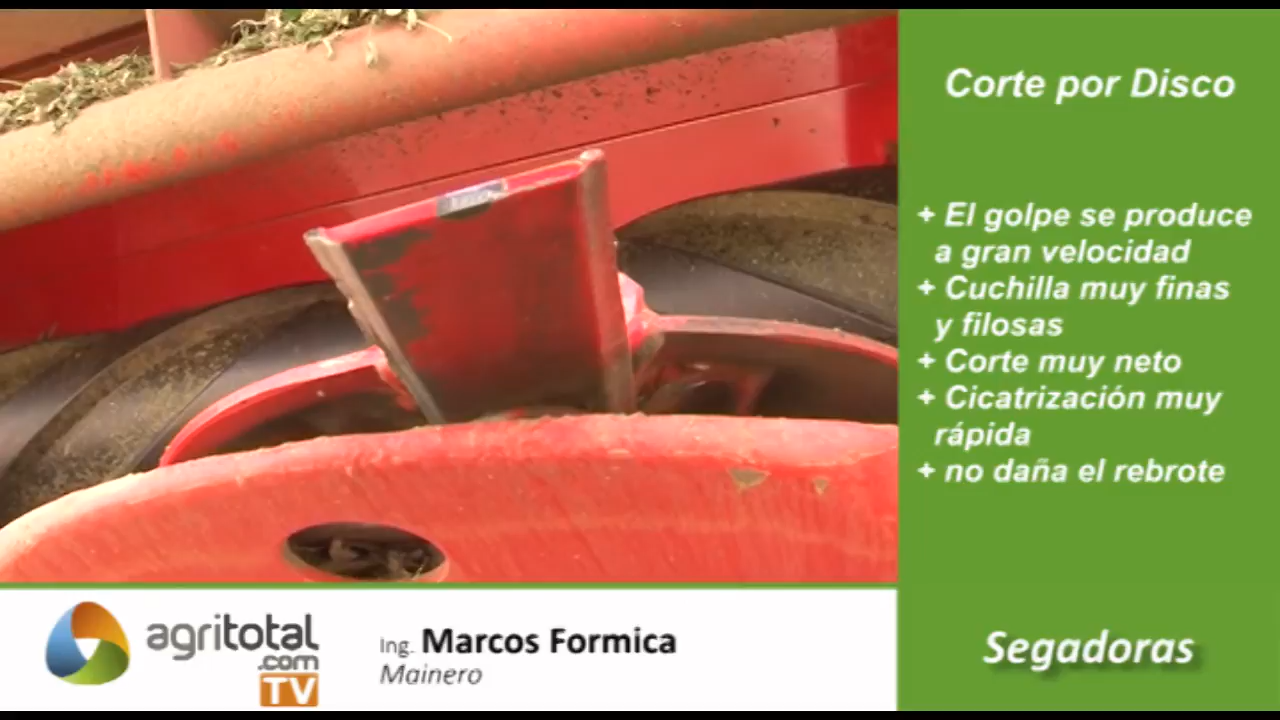 Corte por Disco
+ El golpe se produce
a gran velocidad
+ Cuchilla muy finas
y filosas
+ Corte muy neto
+ Cicatrización muy
rápida
+ no daña el rebrote
agritotal
.com
TV
Ing. Marcos Formica
Mainero
Segadoras